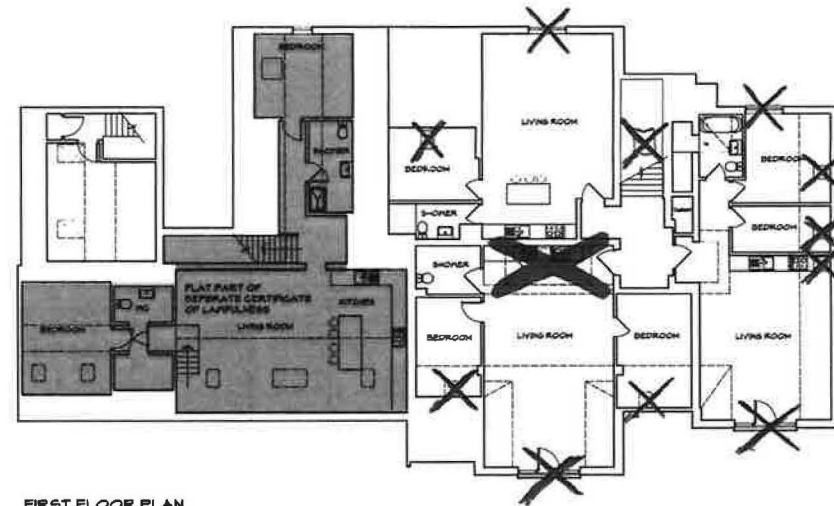 BEDROOM
LIVING ROOM
SHOWER
BEDROOM
BEDROOM
SHOWER
BEDROOM
SHOWER
FLAT PART OF
SEPERATE CERTIFICATE
OF LAWFULNESS
KITCHEN
WC
BEDROOM
LIVING ROOM
BEDROOM
LIVING ROOM
BEDROOM
LIVING ROOM
FIRST FLOOR PLAN